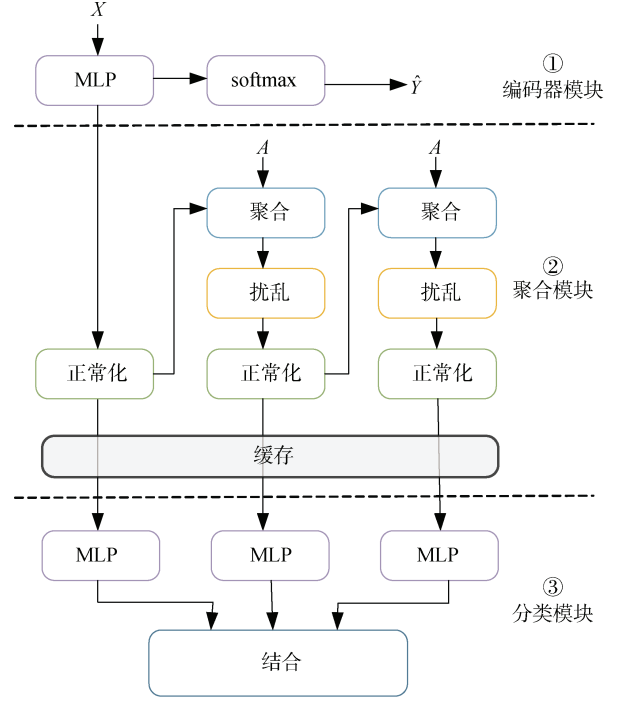 X
MLP
softmax
Ŷ
①
编码器模块
A
A
聚合
聚合
扰乱
扰乱
②
聚合模块
正常化
正常化
正常化
缓存
MLP
MLP
MLP
③
分类模块
结合